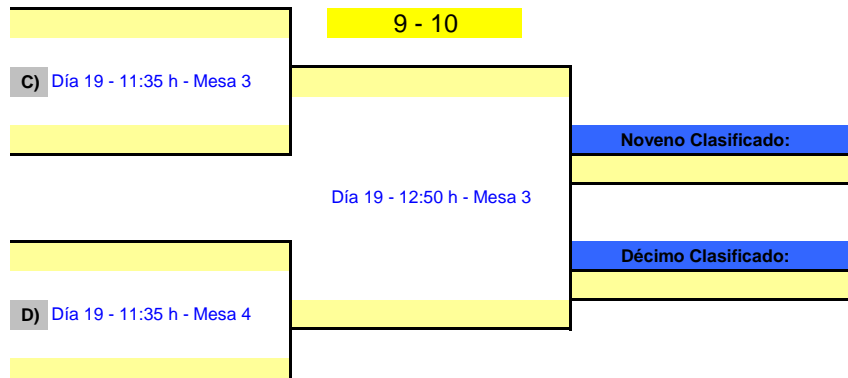 9 - 10
C) Día 19 - 11:35 h - Mesa 3
Noveno Clasificado:
Día 19 - 12:50 h - Mesa 3
Décimo Clasificado:
D) Día 19 - 11:35 h - Mesa 4